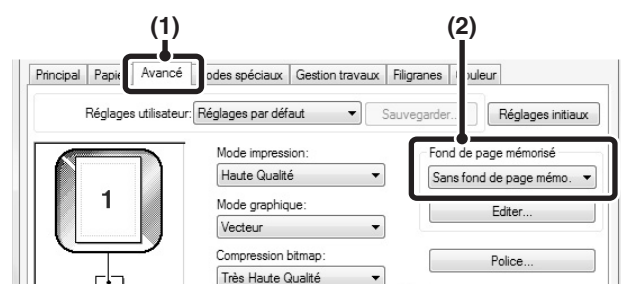 (1) (2)
Principal Papie Avancé odes spéciaux Gestion travaux Filigranes uleur
Réglages utilisateur: Réglages par défaut Sauvegarder... Réglages initiaux
Mode impression: Fond de page mémorisé
Haute Qualité Sans fond de page mémo.
1
Mode graphique: Editer...
Vecteur
Compression bitmap: Police...
Très Haute Qualité